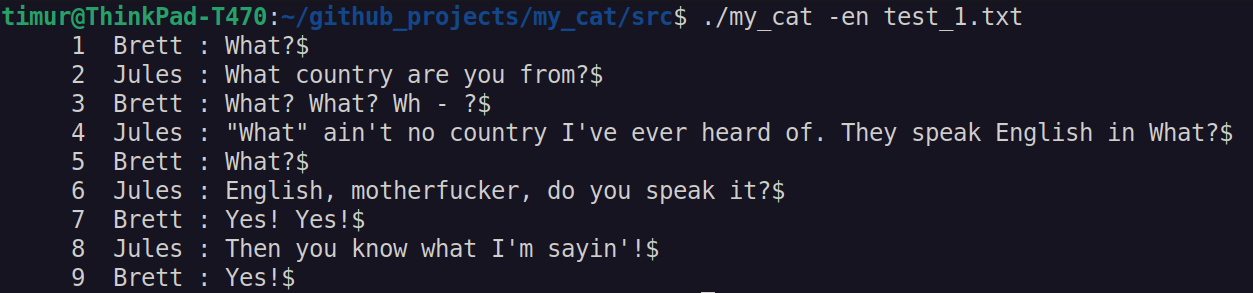 timur@ThinkPad-T470:~/github_projects/my_cat/src$ ./my_cat -en test_1.txt
1 Brett : What?$
2 Jules : What country are you from?$
3 Brett : What? What? Wh - ?$
4 Jules : "What" ain't no country I've ever heard of. They speak English in What?$
5 Brett : What?$
6 Jules : English, motherfucker, do you speak it?$
7 Brett : Yes! Yes!$
8 Jules : Then you know what I'm sayin'!$
9 Brett : Yes!$